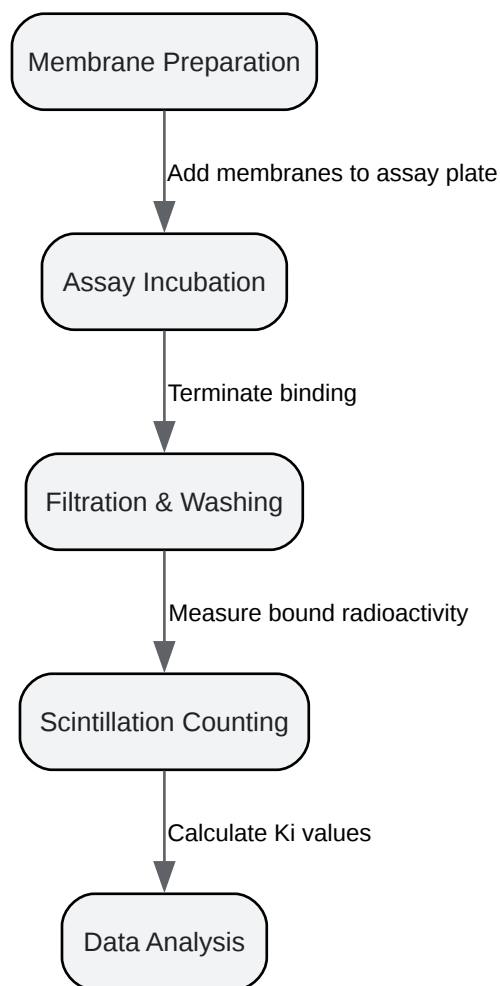 Membrane Preparation
Add membranes to assay plate
Assay Incubation
Terminate binding
Filtration & Washing
Measure bound radioactivity
Scintillation Counting
Calculate Ki values
Data Analysis